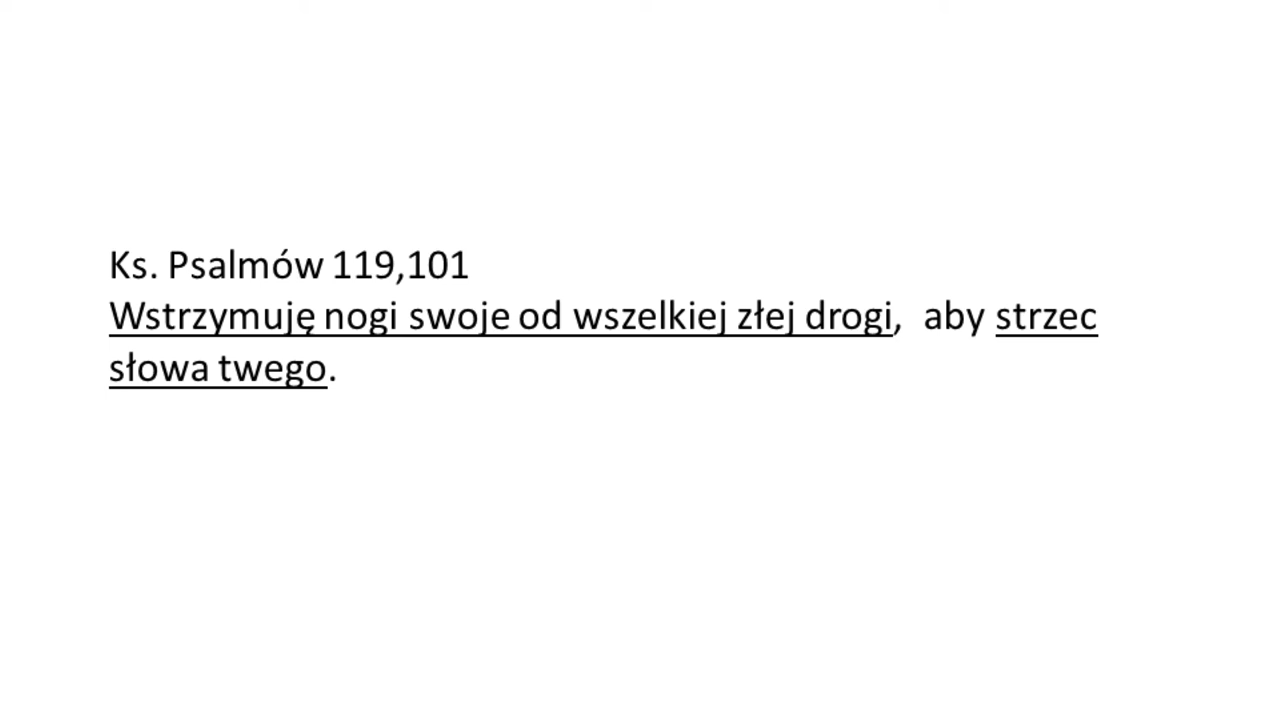 Ks. Psalmów 119,101
Wstrzymuję nogi swoje od wszelkiej złej drogi, aby strzec
słowa twego.